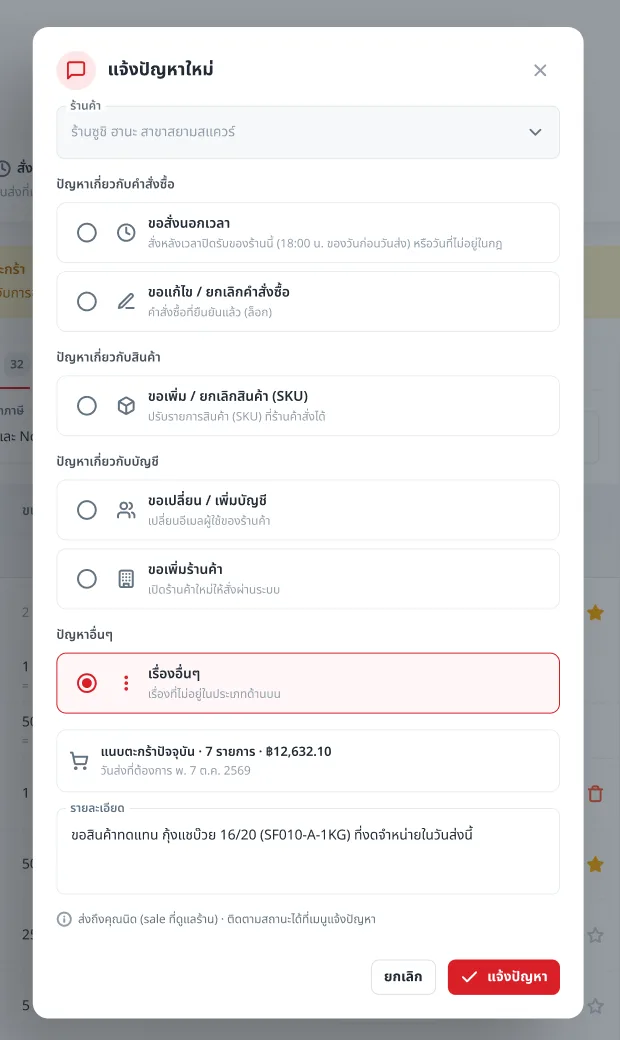 แจ้งปัญหาใหม่
ร้านค้า
ร้านซูชิ ฮานะ สาขาสยามสแควร์
ปัญหาเกี่ยวกับคำสั่งซื้อ
ขอสั่งนอกเวลา
สั่งหลังเวลาปิดรับของร้านนี้ (18:00 น. ของวันก่อนวันส่ง) หรือวันที่ไม่อยู่ในกฎ
ขอแก้ไข / ยกเลิกคำสั่งซื้อ
คำสั่งซื้อที่ยืนยันแล้ว (ล็อก)
32
ปัญหาเกี่ยวกับสินค้า
ขอเพิ่ม / ยกเลิกสินค้า (SKU)
ปรับรายการสินค้า (SKU) ที่ร้านค้าสั่งได้
ปัญหาเกี่ยวกับบัญชี
ขอเปลี่ยน / เพิ่มบัญชี
เปลี่ยนอีเมลผู้ใช้ของร้านค้า
ขอเพิ่มร้านค้า
เปิดร้านค้าใหม่ให้สั่งผ่านระบบ
2
ปัญหาอื่นๆ
1
เรื่องอื่นๆ
เรื่องที่ไม่อยู่ในประเภทด้านบน
แนบตะกร้าปัจจุบัน · 7 รายการ · ฿12,632.10
วันส่งที่ต้องการ พ. 7 ต.ค. 2569
1
รายละเอียด
ขอสินค้าทดแทน กุ้งแชบ๊วย 16/20 (SF010-A-1KG) ที่งดจำหน่ายในวันส่งนี้
ส่งถึงคุณนิด (sale ที่ดูแลร้าน) · ติดตามสถานะได้ที่เมนูแจ้งปัญหา
ยกเลิก
แจ้งปัญหา
5